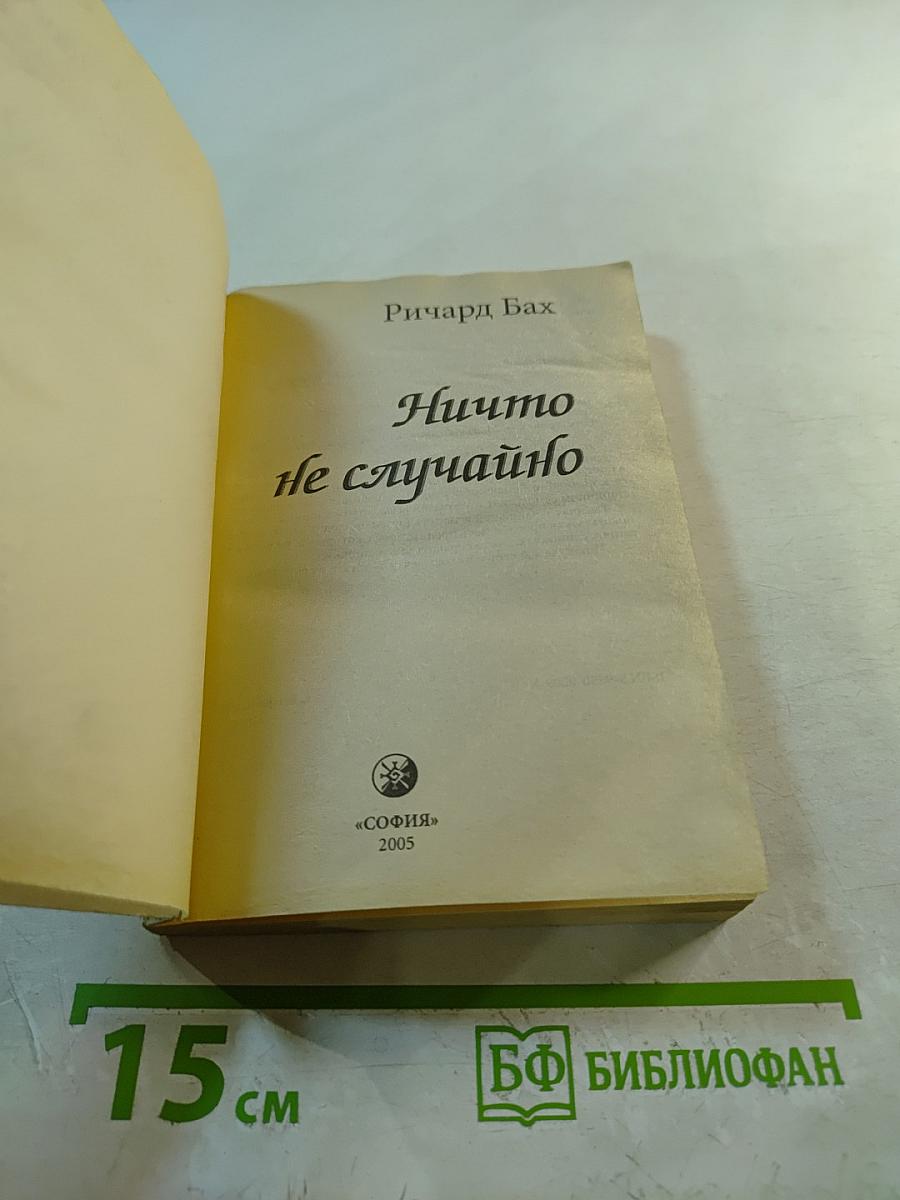 Ричард Бах
Ничто
не случайно
«СОФИЯ»
2005
15 см
БФ БИБЛИОФАН